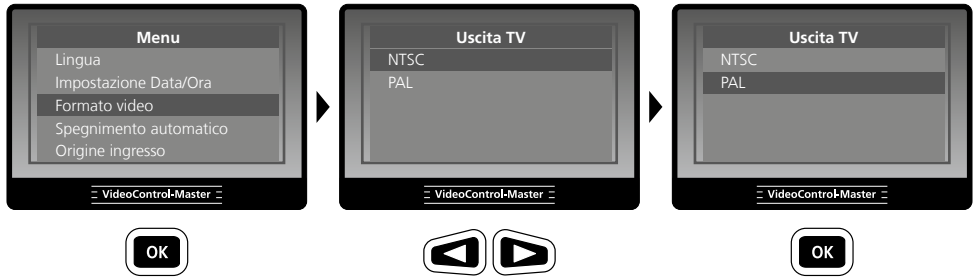 Menu
Lingua
Impostazione Data/Ora
Formato video
Spegnimento automatico
Origine ingresso
VideoControl-Master
OK
Uscita TV
NTSC
PAL
VideoControl-Master
Uscita TV
NTSC
PAL
VideoControl-Master
OK